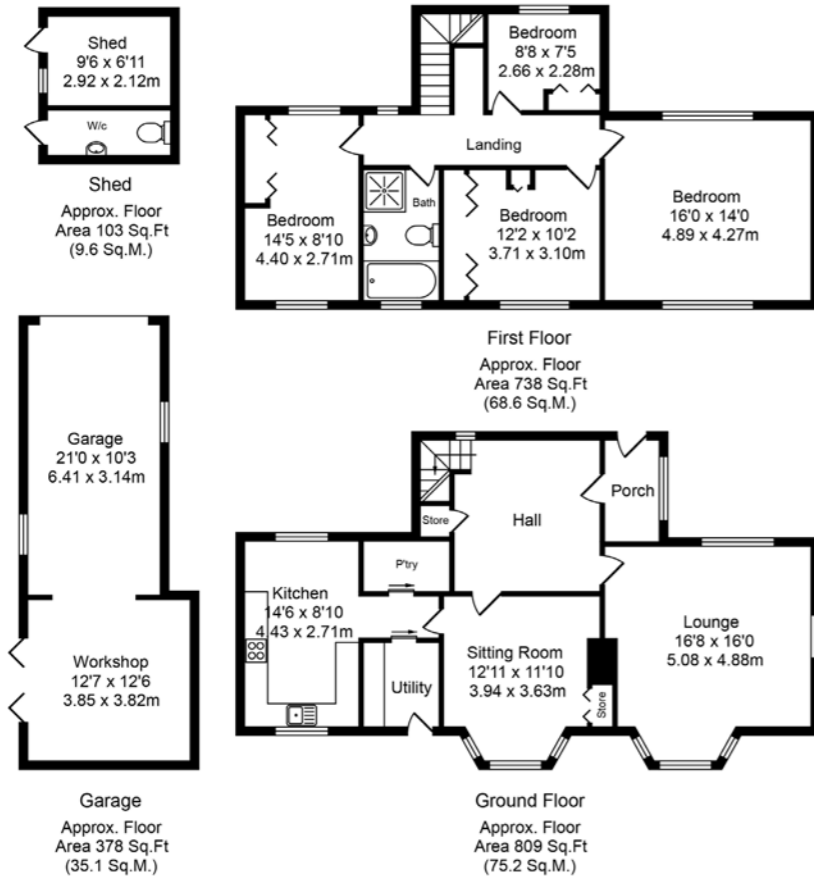 Shed
9'6 x 6'11
2.92 x 2.12m
W/c
Shed
Approx. Floor
Area 103 Sq.Ft
(9.6 Sq.M.)
Bedroom
8'8 x 7'5
2.66 x 2.28m
Landing
Bedroom
14'5 x 8'10
4.40 x 2.71m
Bath
Bedroom
12'2 x 10'2
3.71 x 3.10m
Bedroom
16'0 x 14'0
4.89 x 4.27m
First Floor
Approx. Floor
Area 738 Sq.Ft
(68.6 Sq.M.)
Garage
21'0 x 10'3
6.41 x 3.14m
Workshop
12'7 x 12'6
3.85 x 3.82m
Garage
Approx. Floor
Area 378 Sq.Ft
(35.1 Sq.M.)
Porch
Store
Hall
P'try
Kitchen
14'6 x 8'10
4.43 x 2.71m
Lounge
16'8 x 16'0
5.08 x 4.88m
Sitting Room
12'11 x 11'10
3.94 x 3.63m
Utility
Store
Ground Floor
Approx. Floor
Area 809 Sq.Ft
(75.2 Sq.M.)